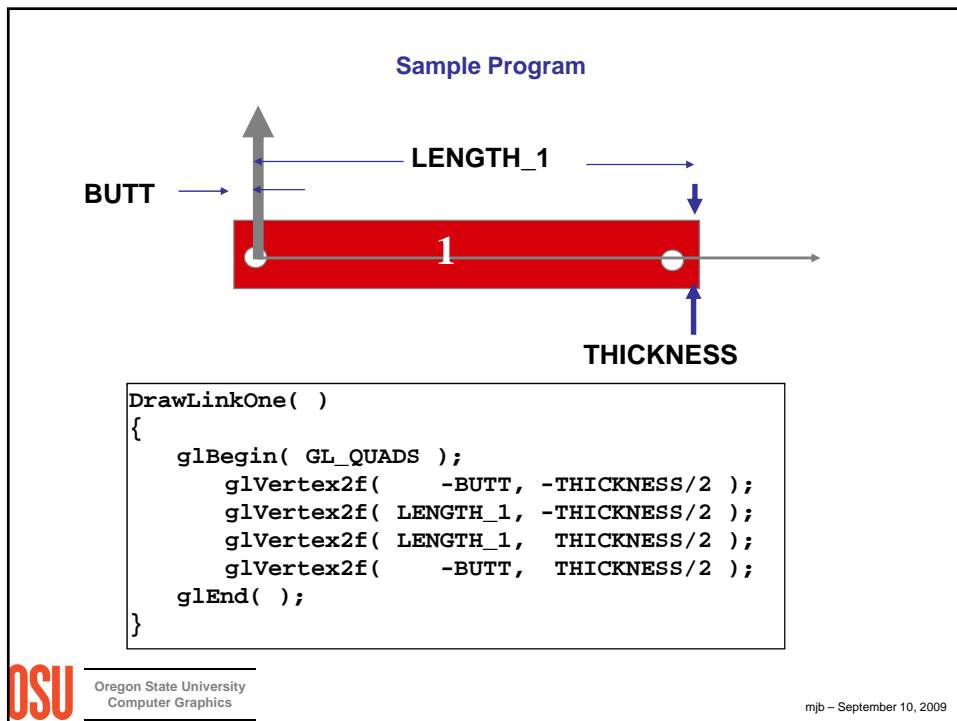 Sample Program
LENGTH_1
BUTT
1
THICKNESS
DrawLinkOne( )
{
glBegin( GL_QUADS );
glVertex2f( -BUTT, -THICKNESS/2 );
glVertex2f( LENGTH_1, -THICKNESS/2 );
glVertex2f( LENGTH_1, THICKNESS/2 );
glVertex2f( -BUTT, THICKNESS/2 );
glEnd( );
}
OSU
Oregon State University
Computer Graphics
mjb – September 10, 2009